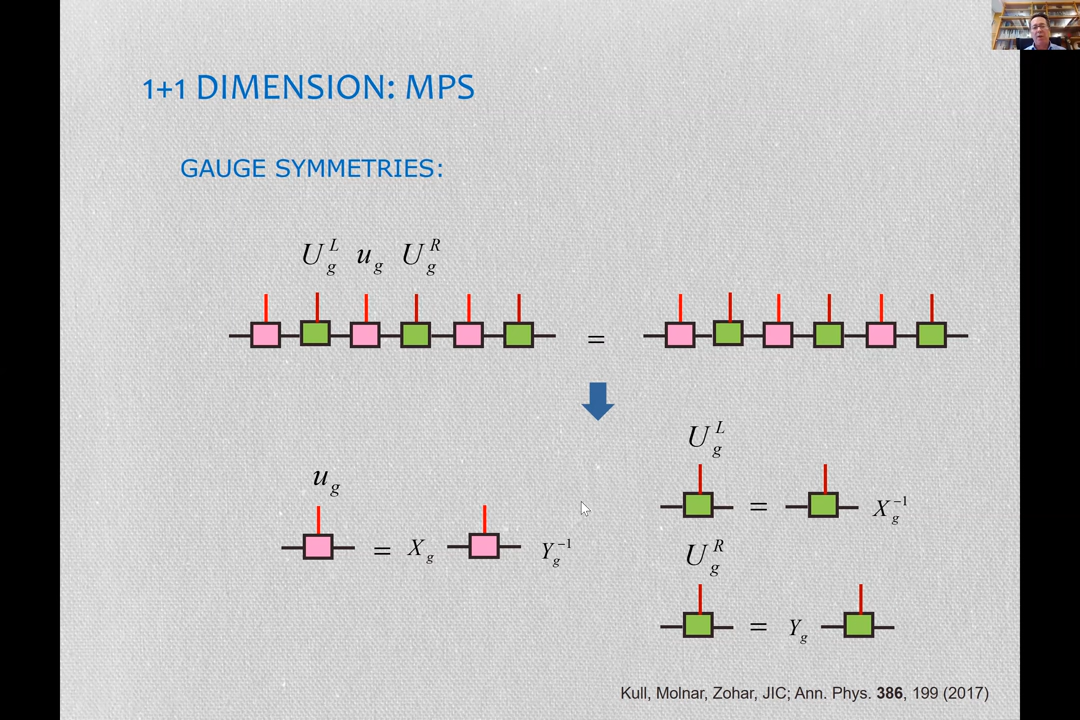 1+1 DIMENSION: MPS
GAUGE SYMMETRIES:
U_g^L u_g U_g^R
=
U_g^L
u_g
= X_g^{-1}
= X_g Y_g^{-1}
U_g^R
= Y_g
Kull, Molnar, Zohar, JIC; Ann. Phys. 386, 199 (2017)